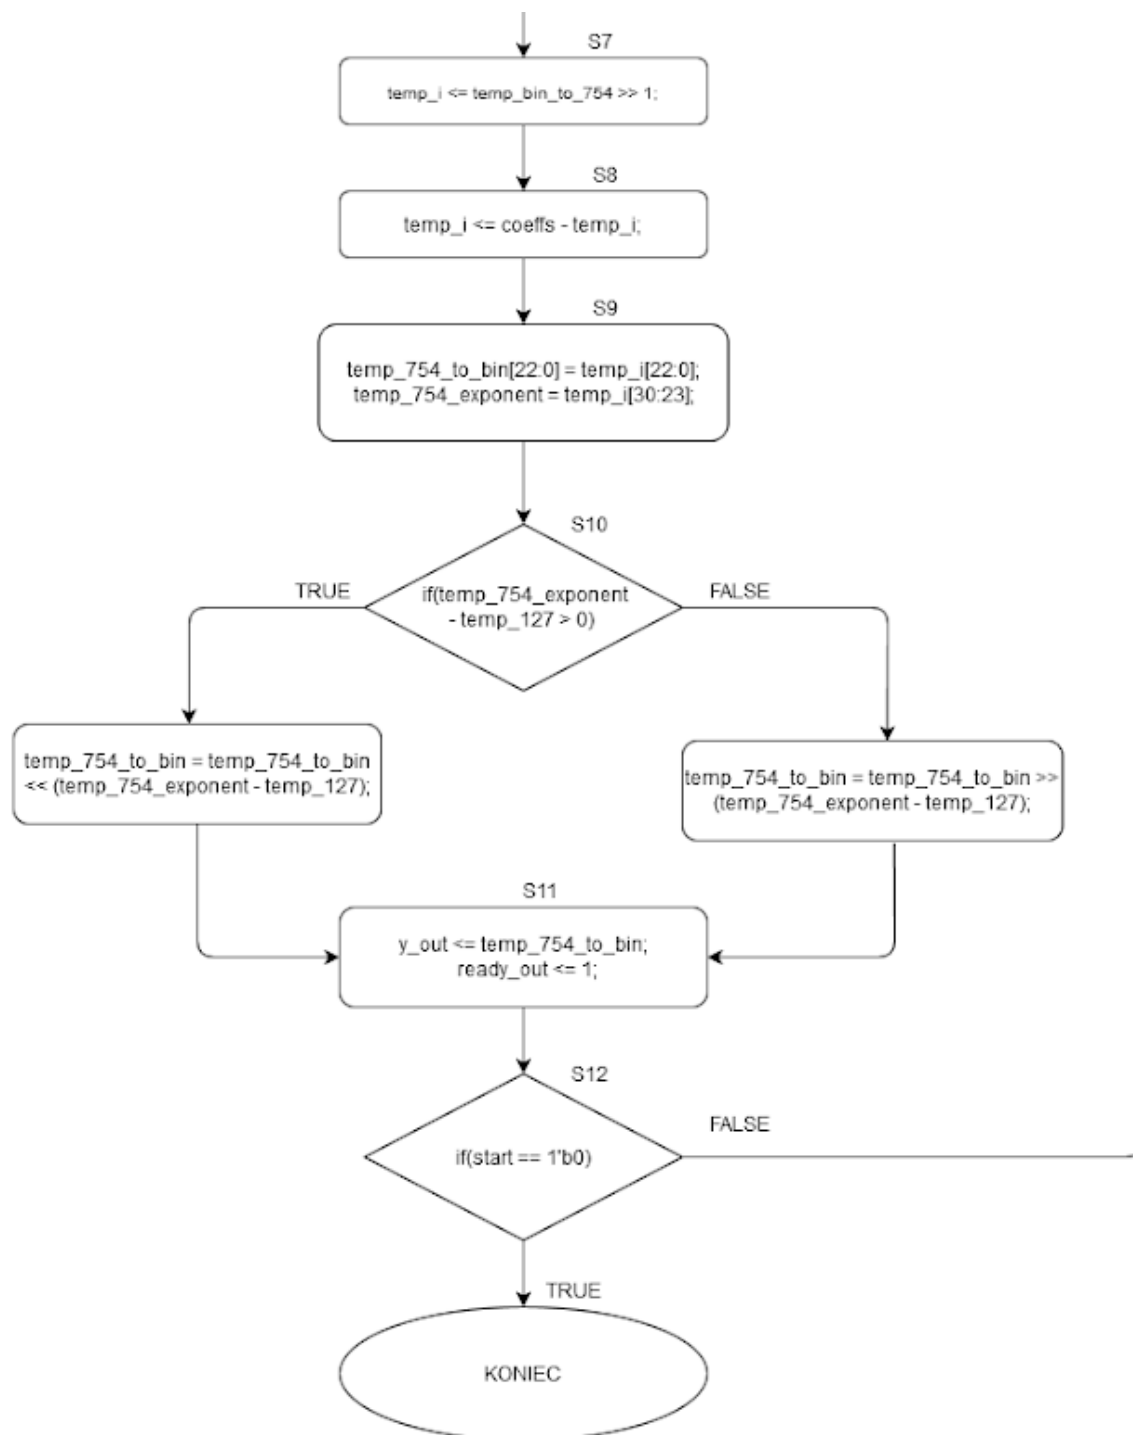 S7
temp_i <= temp_bin_to_754 >> 1;
S8
temp_i <= coeffs - temp_i;
S9
temp_754_to_bin[22:0] = temp_i[22:0];
temp_754_exponent = temp_i[30:23];
S10
TRUE
if(temp_754_exponent
- temp_127 > 0)
FALSE
temp_754_to_bin = temp_754_to_bin
<< (temp_754_exponent - temp_127);
temp_754_to_bin = temp_754_to_bin >>
(temp_754_exponent - temp_127);
S11
y_out <= temp_754_to_bin;
ready_out <= 1;
S12
FALSE
if(start == 1'b0)
TRUE
KONIEC